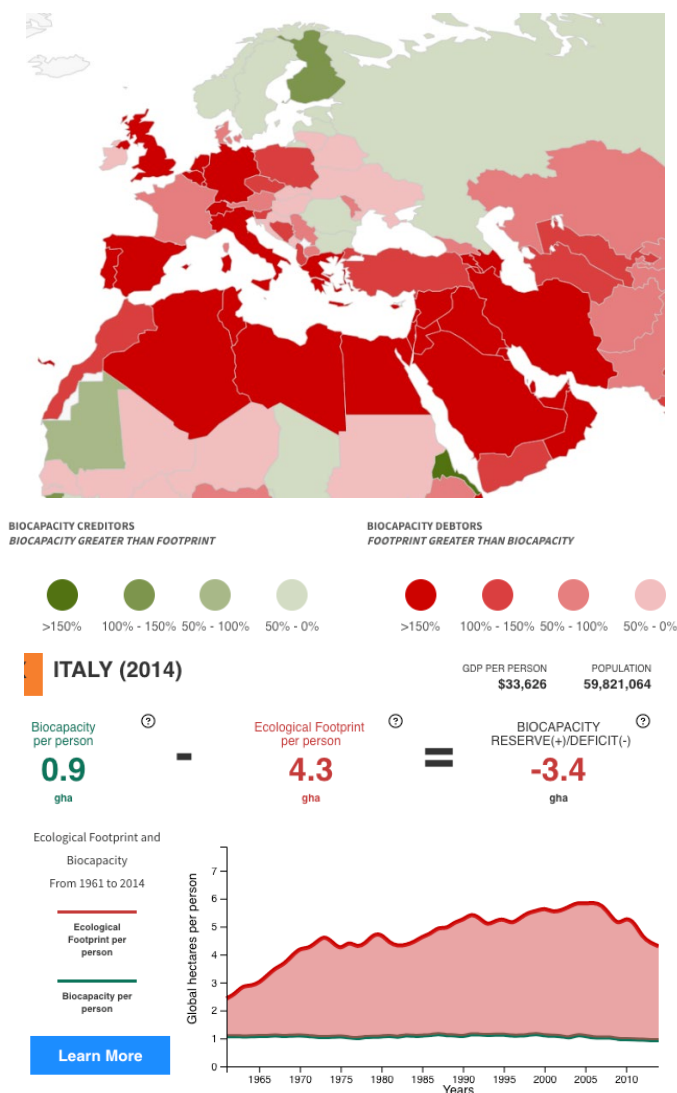 BIOCAPACITY CREDITORS
BIOCAPACITY GREATER THAN FOOTPRINT
>150%
100% - 150%
50% - 100%
50% - 0%
BIOCAPACITY DEBTORS
FOOTPRINT GREATER THAN BIOCAPACITY
>150%
100% - 150%
50% - 100%
50% - 0%
ITALY (2014)
GDP PER PERSON
$33,626
POPULATION
59,821,064
Biocapacity
per person
0.9
gha
-
Ecological Footprint
per person
4.3
gha
=
BIOCAPACITY
RESERVE(+)/DEFICIT(-)
-3.4
gha
?
?
?
Ecological Footprint and
Biocapacity
From 1961 to 2014
Ecological
Footprint per
person
Biocapacity per
person
Learn More
Global hectares per person
7
6
5
4
3
2
1
0
1965
1970
1975
1980
1985
1990
1995
2000
2005
2010
Years